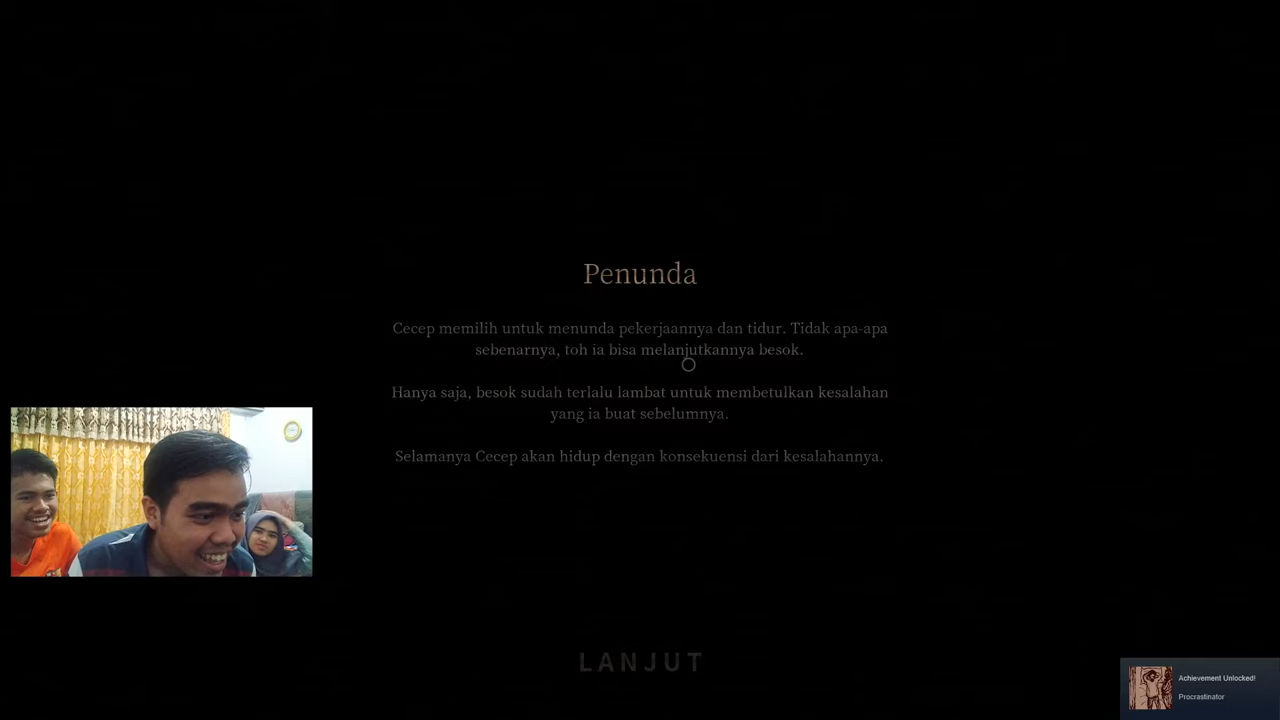 Penunda
Cecep memilih untuk menunda pekerjaannya dan tidur. Tidak apa-apa
sebenarnya, toh ia bisa melanjutkannya besok.
Hanya saja, besok sudah terlalu lambat untuk membetulkan kesalahan
yang ia buat sebelumnya.
Selamanya Cecep akan hidup dengan konsekuensi dari kesalahannya.
LANJUT
Achievement Unlocked!
Procrastinator